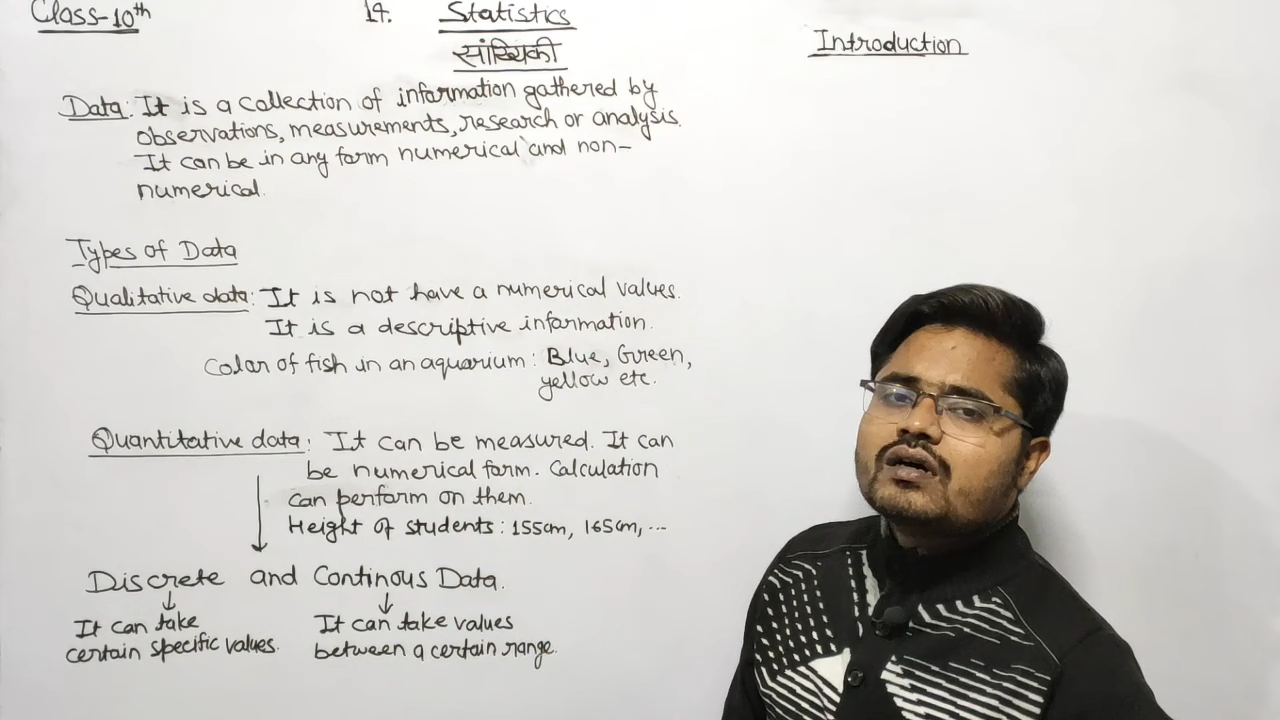 Class-10th
14. Statistics
सांख्यिकी
Introduction
Data: It is a collection of information gathered by
observations, measurements, research or analysis.
It can be in any form numerical and non-
numerical.
Types of Data
Qualitative data: It is not have a numerical values.
It is a descriptive information.
Color of fish in an aquarium: Blue, Green,
yellow etc.
Quantitative data: It can be measured. It can
be numerical form. Calculation
can perform on them.
Height of students: 155cm, 165cm, ...
Discrete and Continous Data.
It can take
certain specific values.
It can take values
between a certain range.